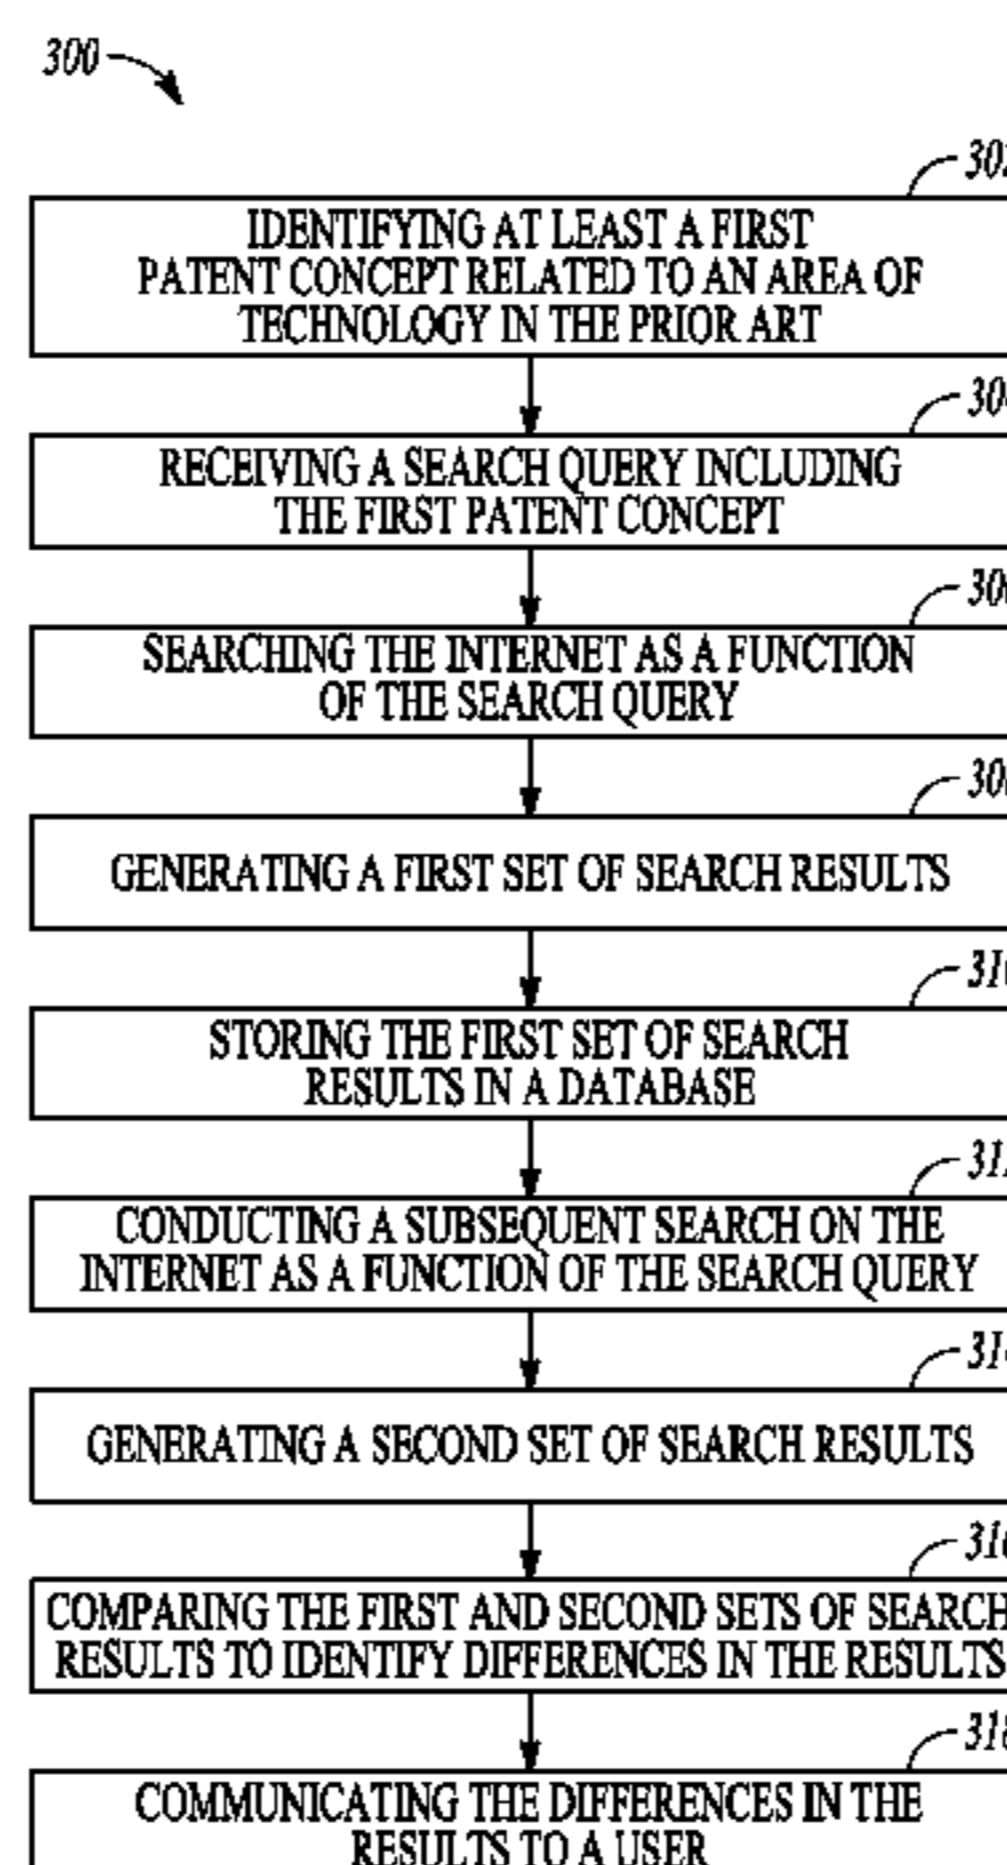 300
302
IDENTIFYING AT LEAST A FIRST
PATENT CONCEPT RELATED TO AN AREA OF
TECHNOLOGY IN THE PRIOR ART
RECEIVING A SEARCH QUERY INCLUDING
THE FIRST PATENT CONCEPT
SEARCHING THE INTERNET AS A FUNCTION
OF THE SEARCH QUERY
GENERATING A FIRST SET OF SEARCH RESULTS
STORING THE FIRST SET OF SEARCH
RESULTS IN A DATABASE
CONDUCTING A SUBSEQUENT SEARCH ON THE
INTERNET AS A FUNCTION OF THE SEARCH QUERY
GENERATING A SECOND SET OF SEARCH RESULTS
COMPARING THE FIRST AND SECOND SETS OF SEARCH
RESULTS TO IDENTIFY DIFFERENCES IN THE RESULTS
318
COMMUNICATING THE DIFFERENCES IN THE
RESULTS TO A USER